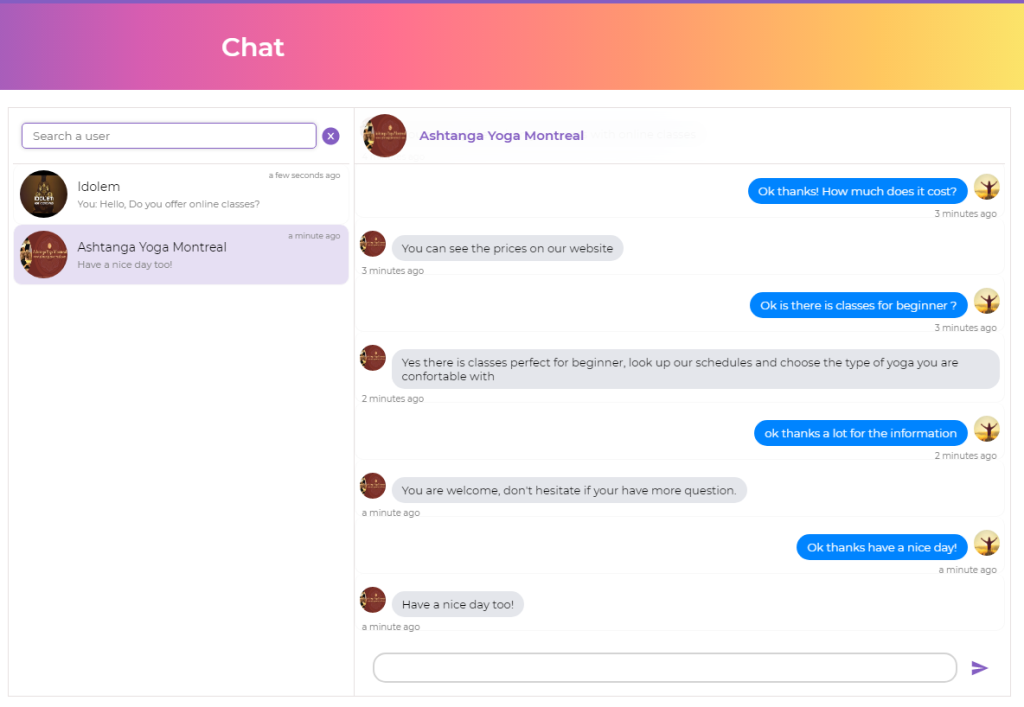 Chat
Search a user
X
a few seconds ago
Idolem
You: Hello, Do you offer online classes?
a minute ago
Ashtanga Yoga Montreal
Have a nice day too!
Ashtanga Yoga Montreal
Ok thanks! How much does it cost?
3 minutes ago
You can see the prices on our website
3 minutes ago
Ok is there is classes for beginner ?
3 minutes ago
Yes there is classes perfect for beginner, look up our schedules and choose the type of yoga you are
confortable with
2 minutes ago
ok thanks a lot for the information
2 minutes ago
You are welcome, don't hesitate if your have more question.
a minute ago
Ok thanks have a nice day!
a minute ago
Have a nice day too!
a minute ago